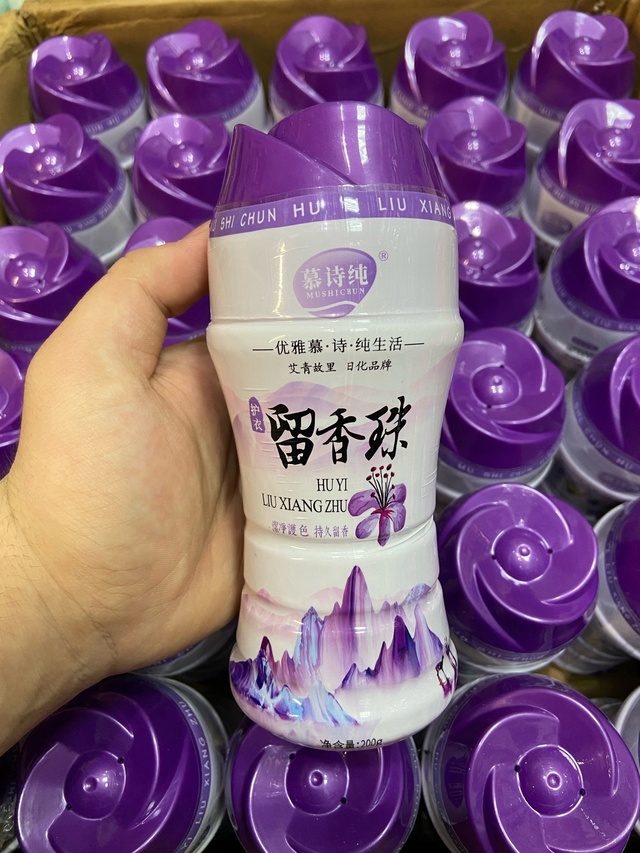 SHI CHUN HU YI LIU XIANG
慕诗纯®
MUSHICHUN
优雅慕·诗·纯生活
艾青故里 日化品牌
护衣
留香珠
HU YI
LIU XIANG ZHU
洁净護色 持久留香
净含量:200g